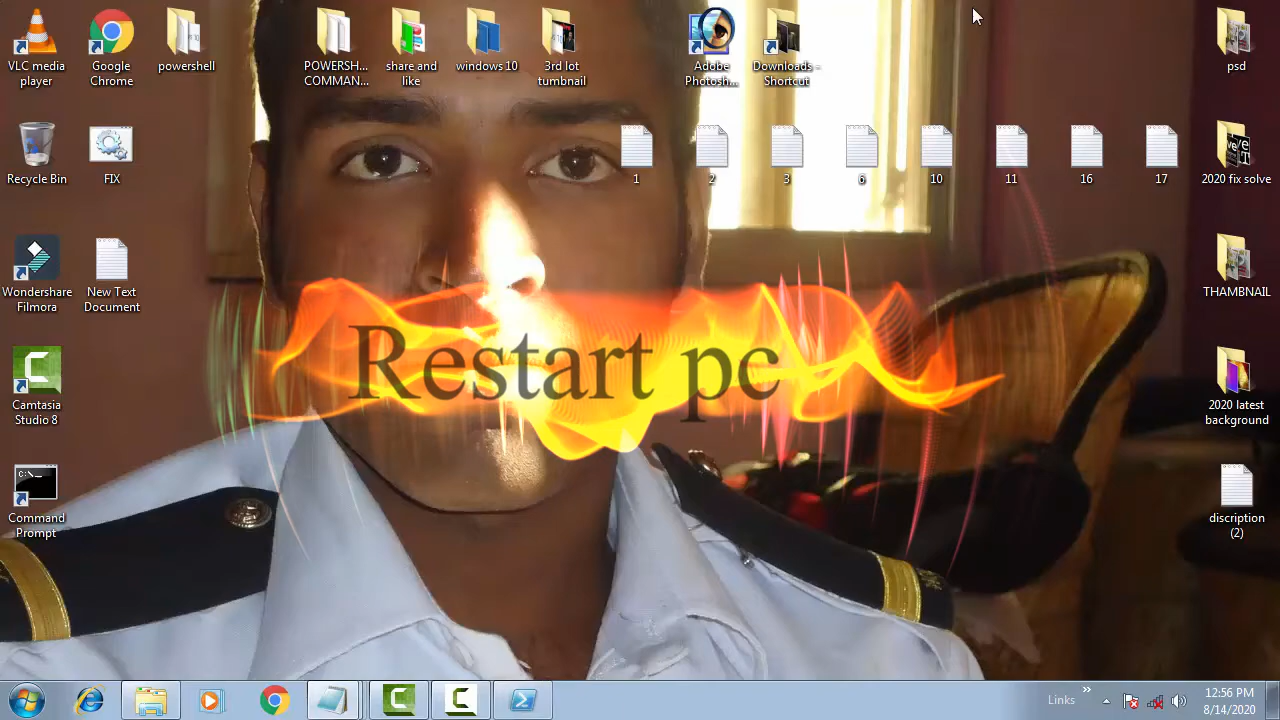 VLC media
player
Google
Chrome
powershell
POWERSH...
COMMAN...
share and
like
windows 10
3rd lot
tumbnail
Adobe
Photosh...
Downloads -
Shortcut
psd
Recycle Bin
FIX
1
2
3
6
10
11
16
17
2020 fix solve
Wondershare
Filmora
New Text
Document
THUMBNAIL
Restart pc
Camtasia
Studio 8
2020 latest
background
Command
Prompt
discription
(2)
Links
12:56 PM
8/14/2020